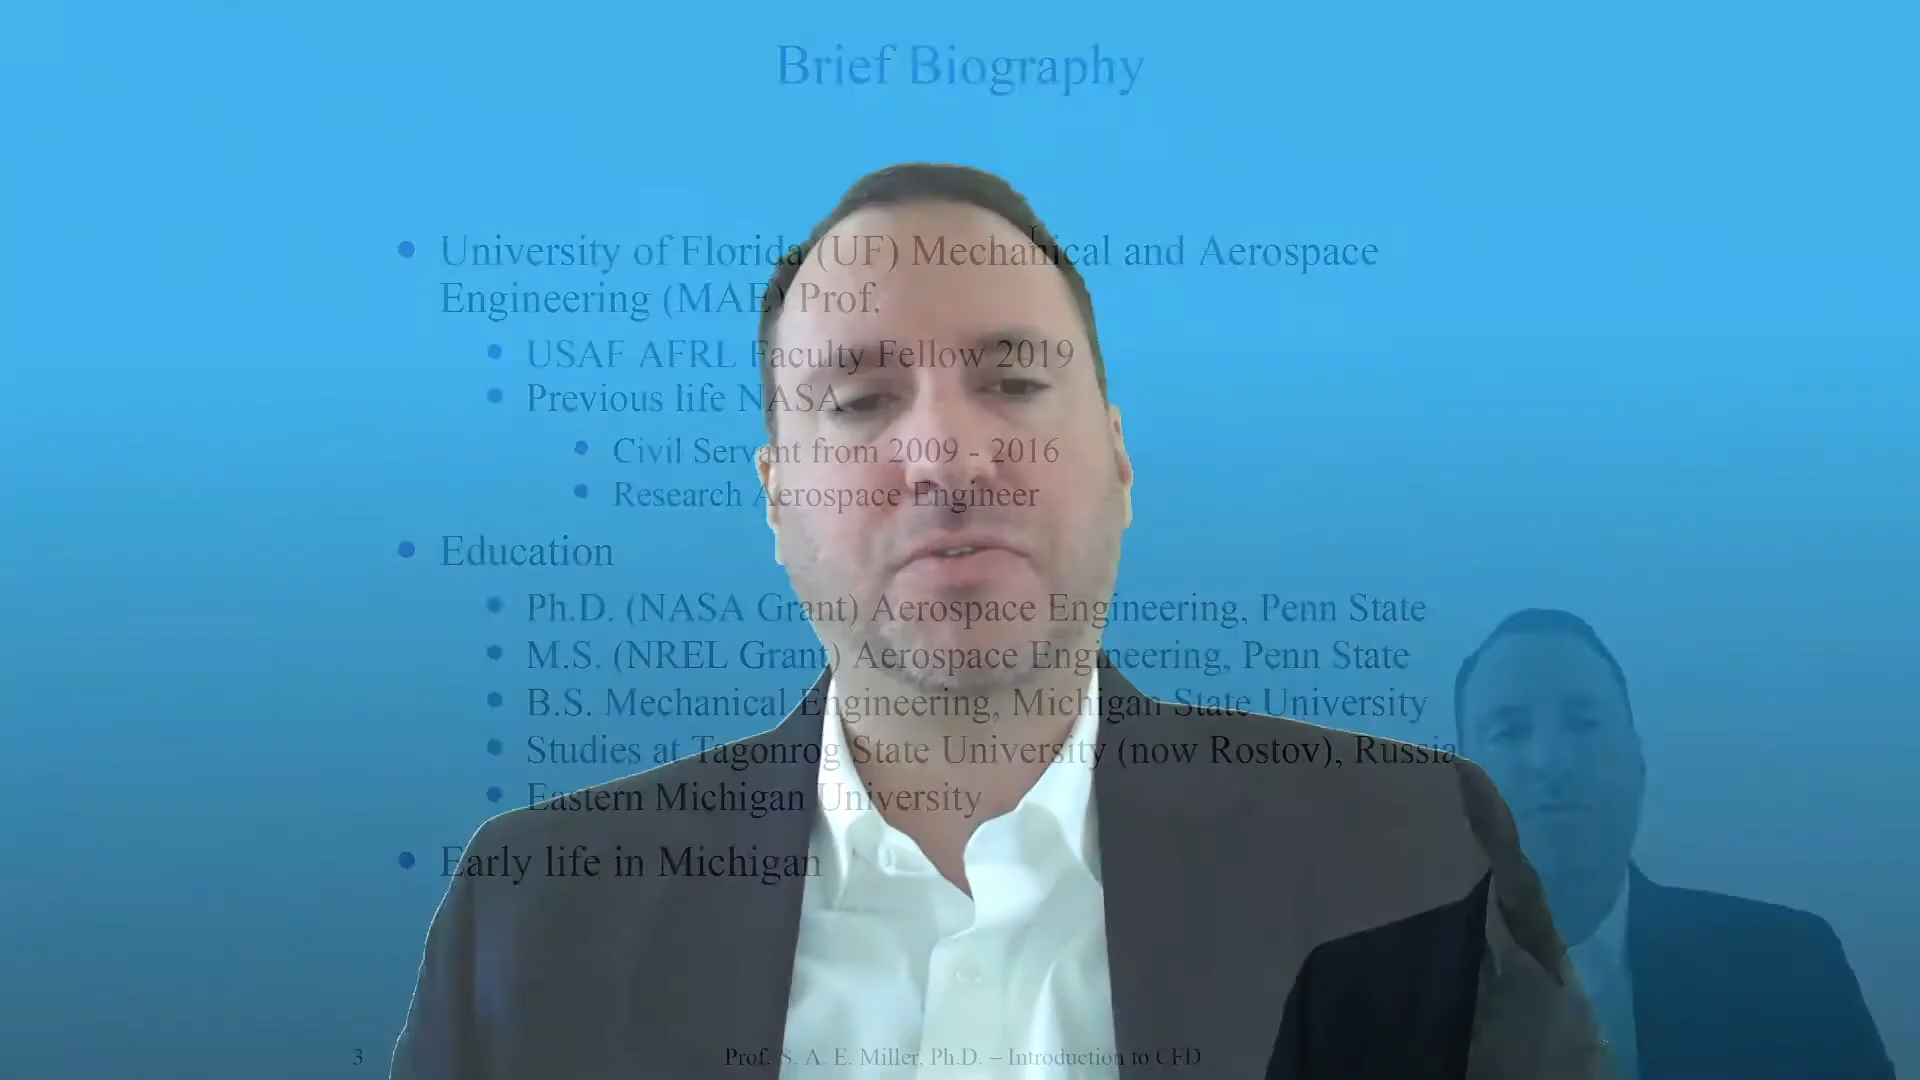 Brief Biography
University of Florida (UF) Mechanical and Aerospace
Engineering (MAE) Prof.
USAF AFRL Faculty Fellow 2019
Previous life NASA
Civil Servant from 2009 - 2016
Research Aerospace Engineer
Education
Ph.D. (NASA Grant) Aerospace Engineering, Penn State
M.S. (NREL Grant) Aerospace Engineering, Penn State
B.S. Mechanical Engineering, Michigan State University
Studies at Tagonrog State University (now Rostov), Russia
Eastern Michigan University
Early life in Michigan
3
Prof. S. A. E. Miller, Ph.D. – Introduction to CFD